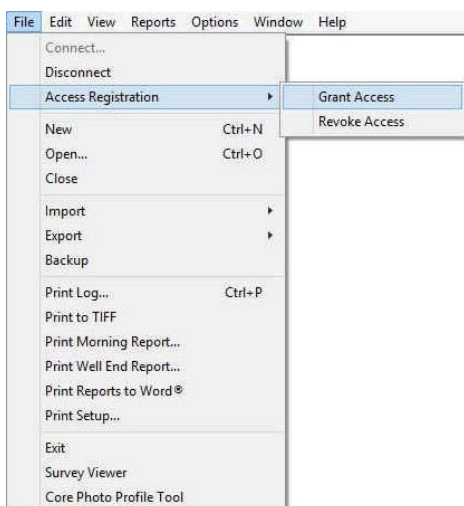 File Edit View Reports Options Window Help
Connect...
Disconnect
Access Registration
Grant Access
Revoke Access
New Ctrl+N
Open... Ctrl+O
Close
Import
Export
Backup
Print Log... Ctrl+P
Print to TIFF
Print Morning Report...
Print Well End Report...
Print Reports to Word®
Print Setup...
Exit
Survey Viewer
Core Photo Profile Tool